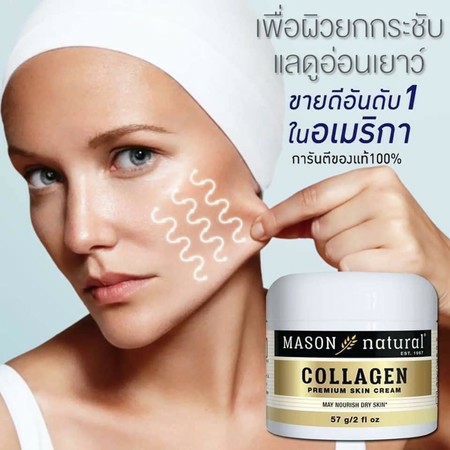 เพื่อผิวยกกระชับ
แลดูอ่อนเยาว์
ขายดีอันดับ 1
ในอเมริกา
การันตีของแท้100%
MASON natural®
EST. 1967
COLLAGEN
PREMIUM SKIN CREAM
MAY NOURISH DRY SKIN*
57 g/2 fl oz